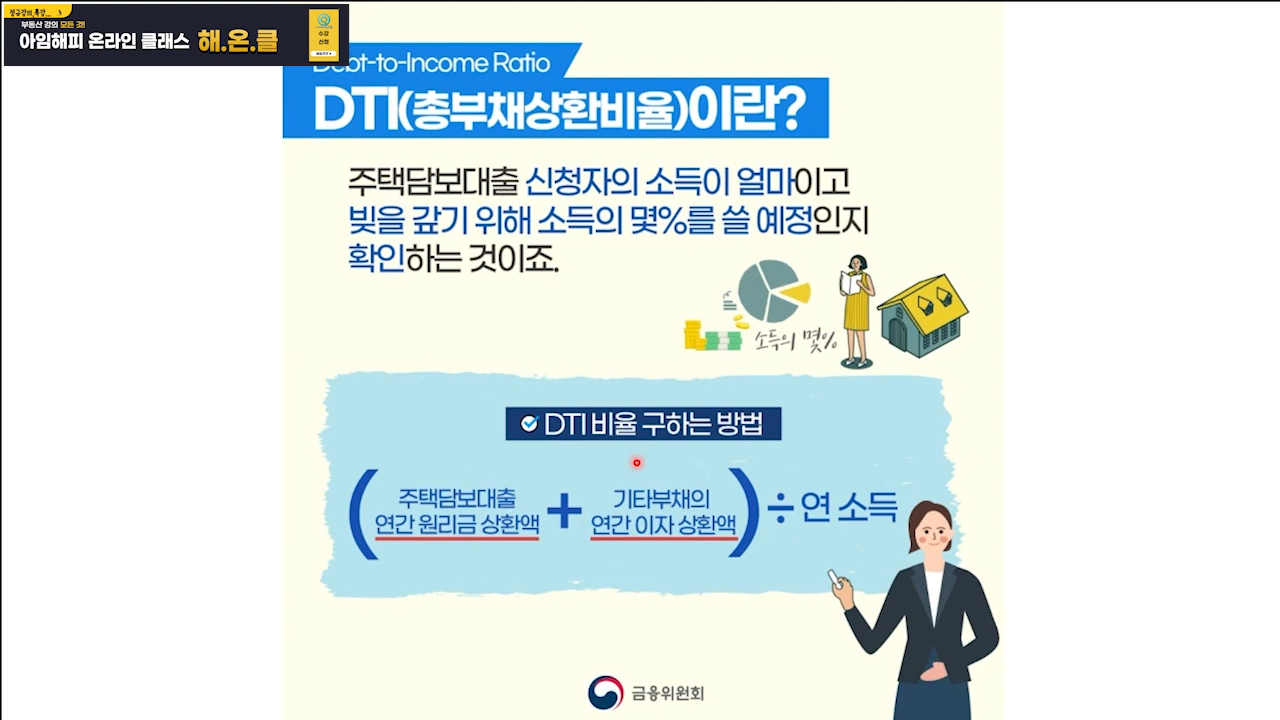 부동산 강의 모든 것!
아임해피 온라인 클래스 해.온.클
수강
신청
Debt-to-Income Ratio
DTI(총부채상환비율)이란?
주택담보대출 신청자의 소득이 얼마이고
빚을 갚기 위해 소득의 몇%를 쓸 예정인지
확인하는 것이죠.
소득의 몇%
DTI 비율 구하는 방법
( 주택담보대출
연간 원리금 상환액 + 기타부채의
연간 이자 상환액 ) ÷ 연 소득
금융위원회